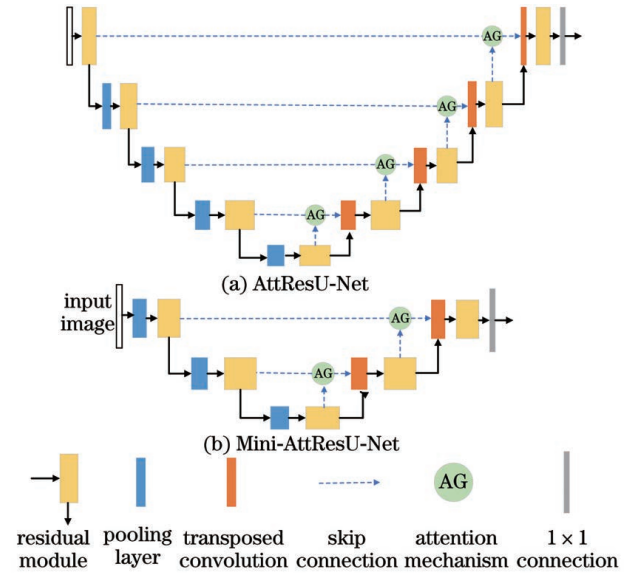 AG
AG
AG
AG
(a) AttResU-Net
input
image
AG
AG
(b) Mini-AttResU-Net
AG
residual
module
pooling
layer
transposed
convolution
skip
connection
attention
mechanism
1 × 1
connection